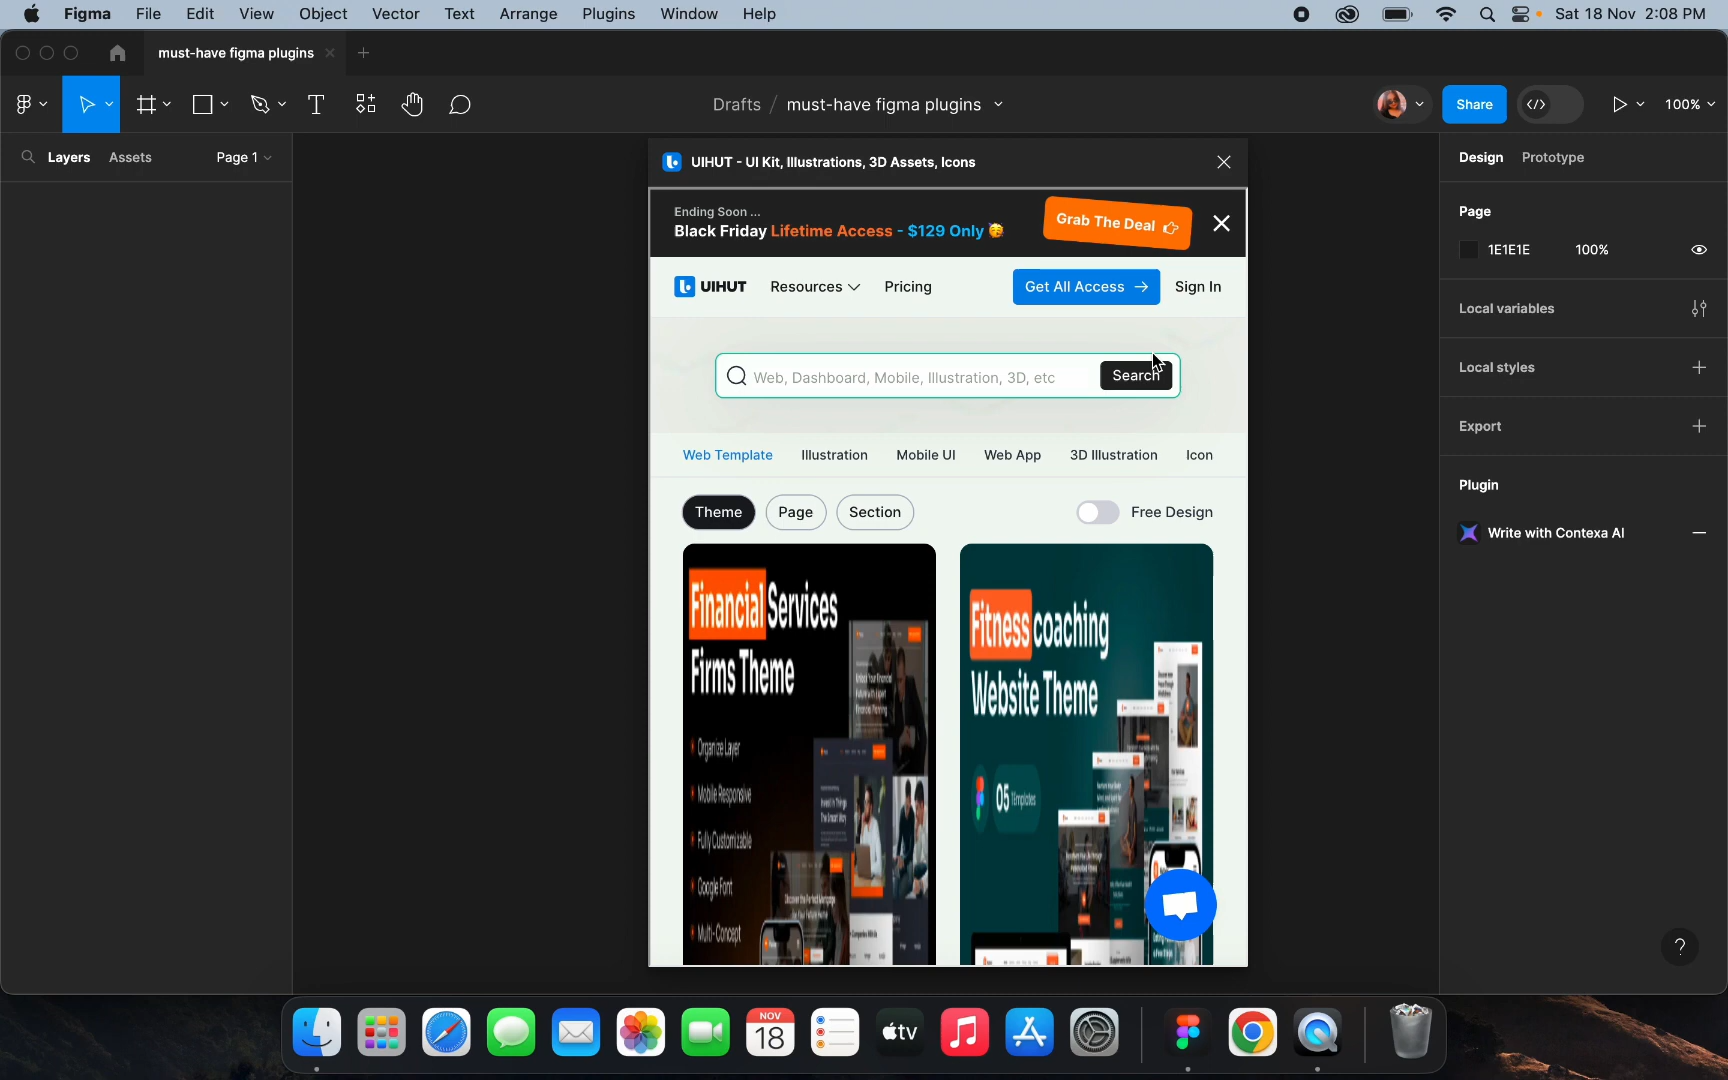 Figma File Edit View Object Vector Text Arrange Plugins Window Help Sat 18 Nov 2:08 PM
must-have figma plugins
Drafts / must-have figma plugins
Share
100%
Layers Assets Page 1
Design Prototype
UIHUT - UI Kit, Illustrations, 3D Assets, Icons
Ending Soon ...
Black Friday Lifetime Access - $129 Only
Grab The Deal
UIHUT Resources Pricing Get All Access Sign In
Web, Dashboard, Mobile, Illustration, 3D, etc
Search
Web Template Illustration Mobile UI Web App 3D Illustration Icon
Theme Page Section Free Design
Financial Services
Firms Theme
Organize Layer
Mobile Responsive
Fully Customizable
Google Font
Multi-Concept
Fitness coaching
Website Theme
05 Templates
Page
1E1E1E 100%
Local variables
Local styles
Export
Plugin
Write with Contexa AI
?
NOV
18
tv